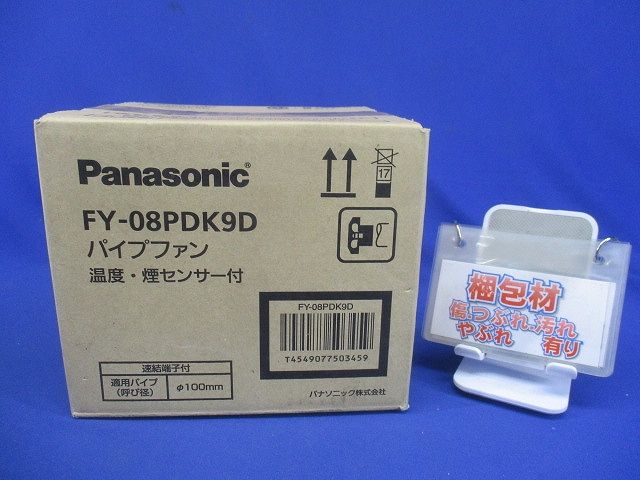 Panasonic®
17
FY-08PDK9D
パイプファン
温度・煙センサー付
FY-08PDK9D
T4549077503459
速結端子付
適用パイプ
(呼び径)
φ100mm
パナソニック株式会社
梱包材
傷、つぶれ、汚れ
やぶれ 有り